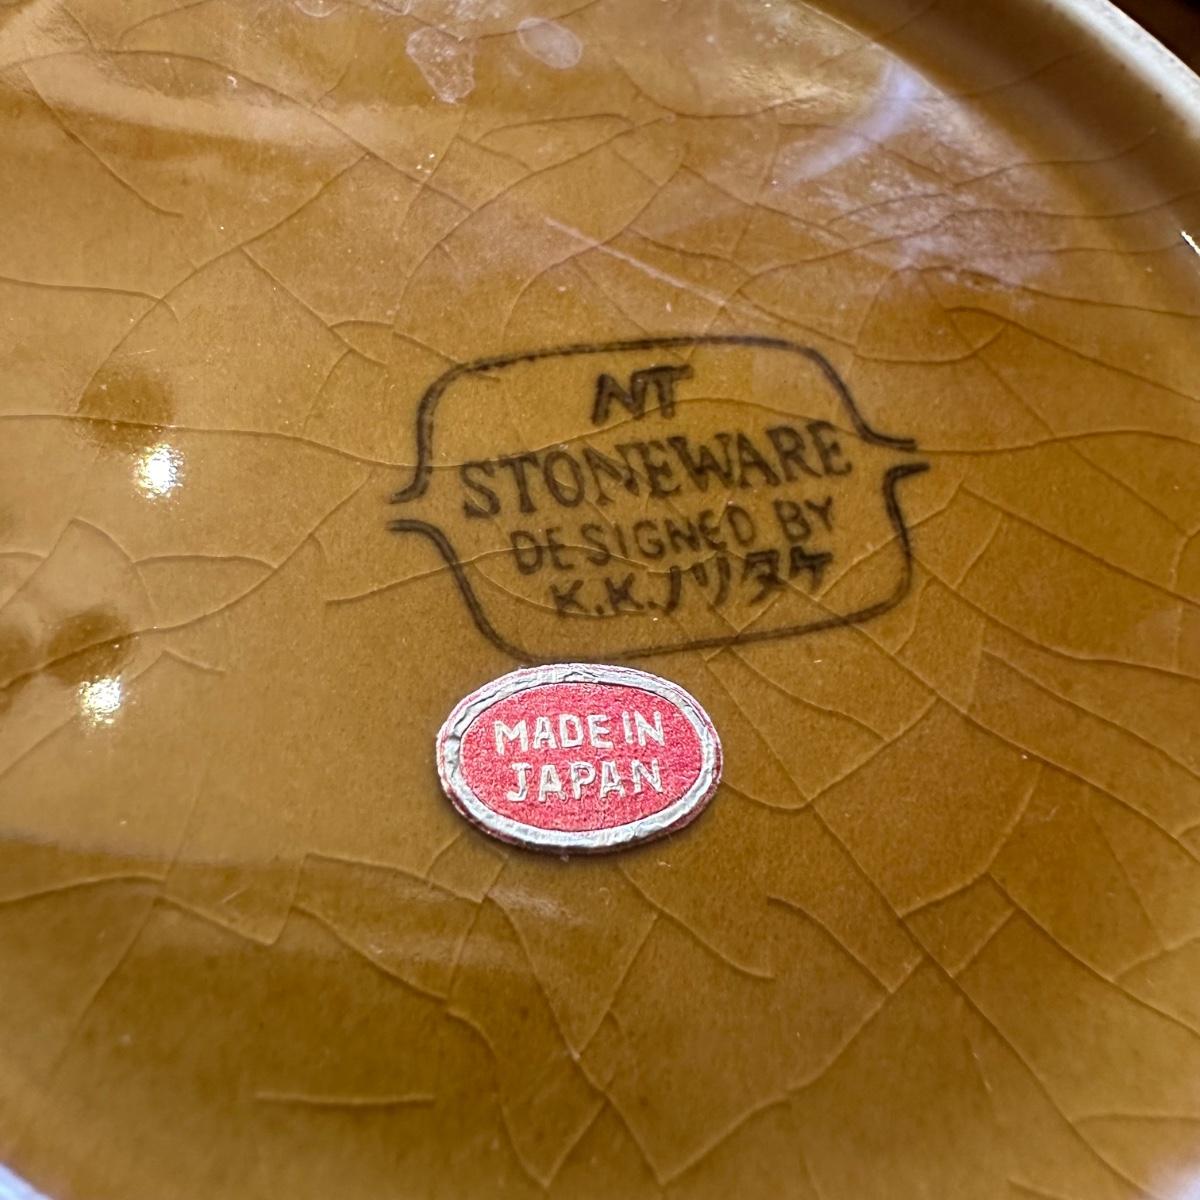 NT
STONEWARE
DESIGNED BY
K.K.ノリタケ
MADE IN
JAPAN